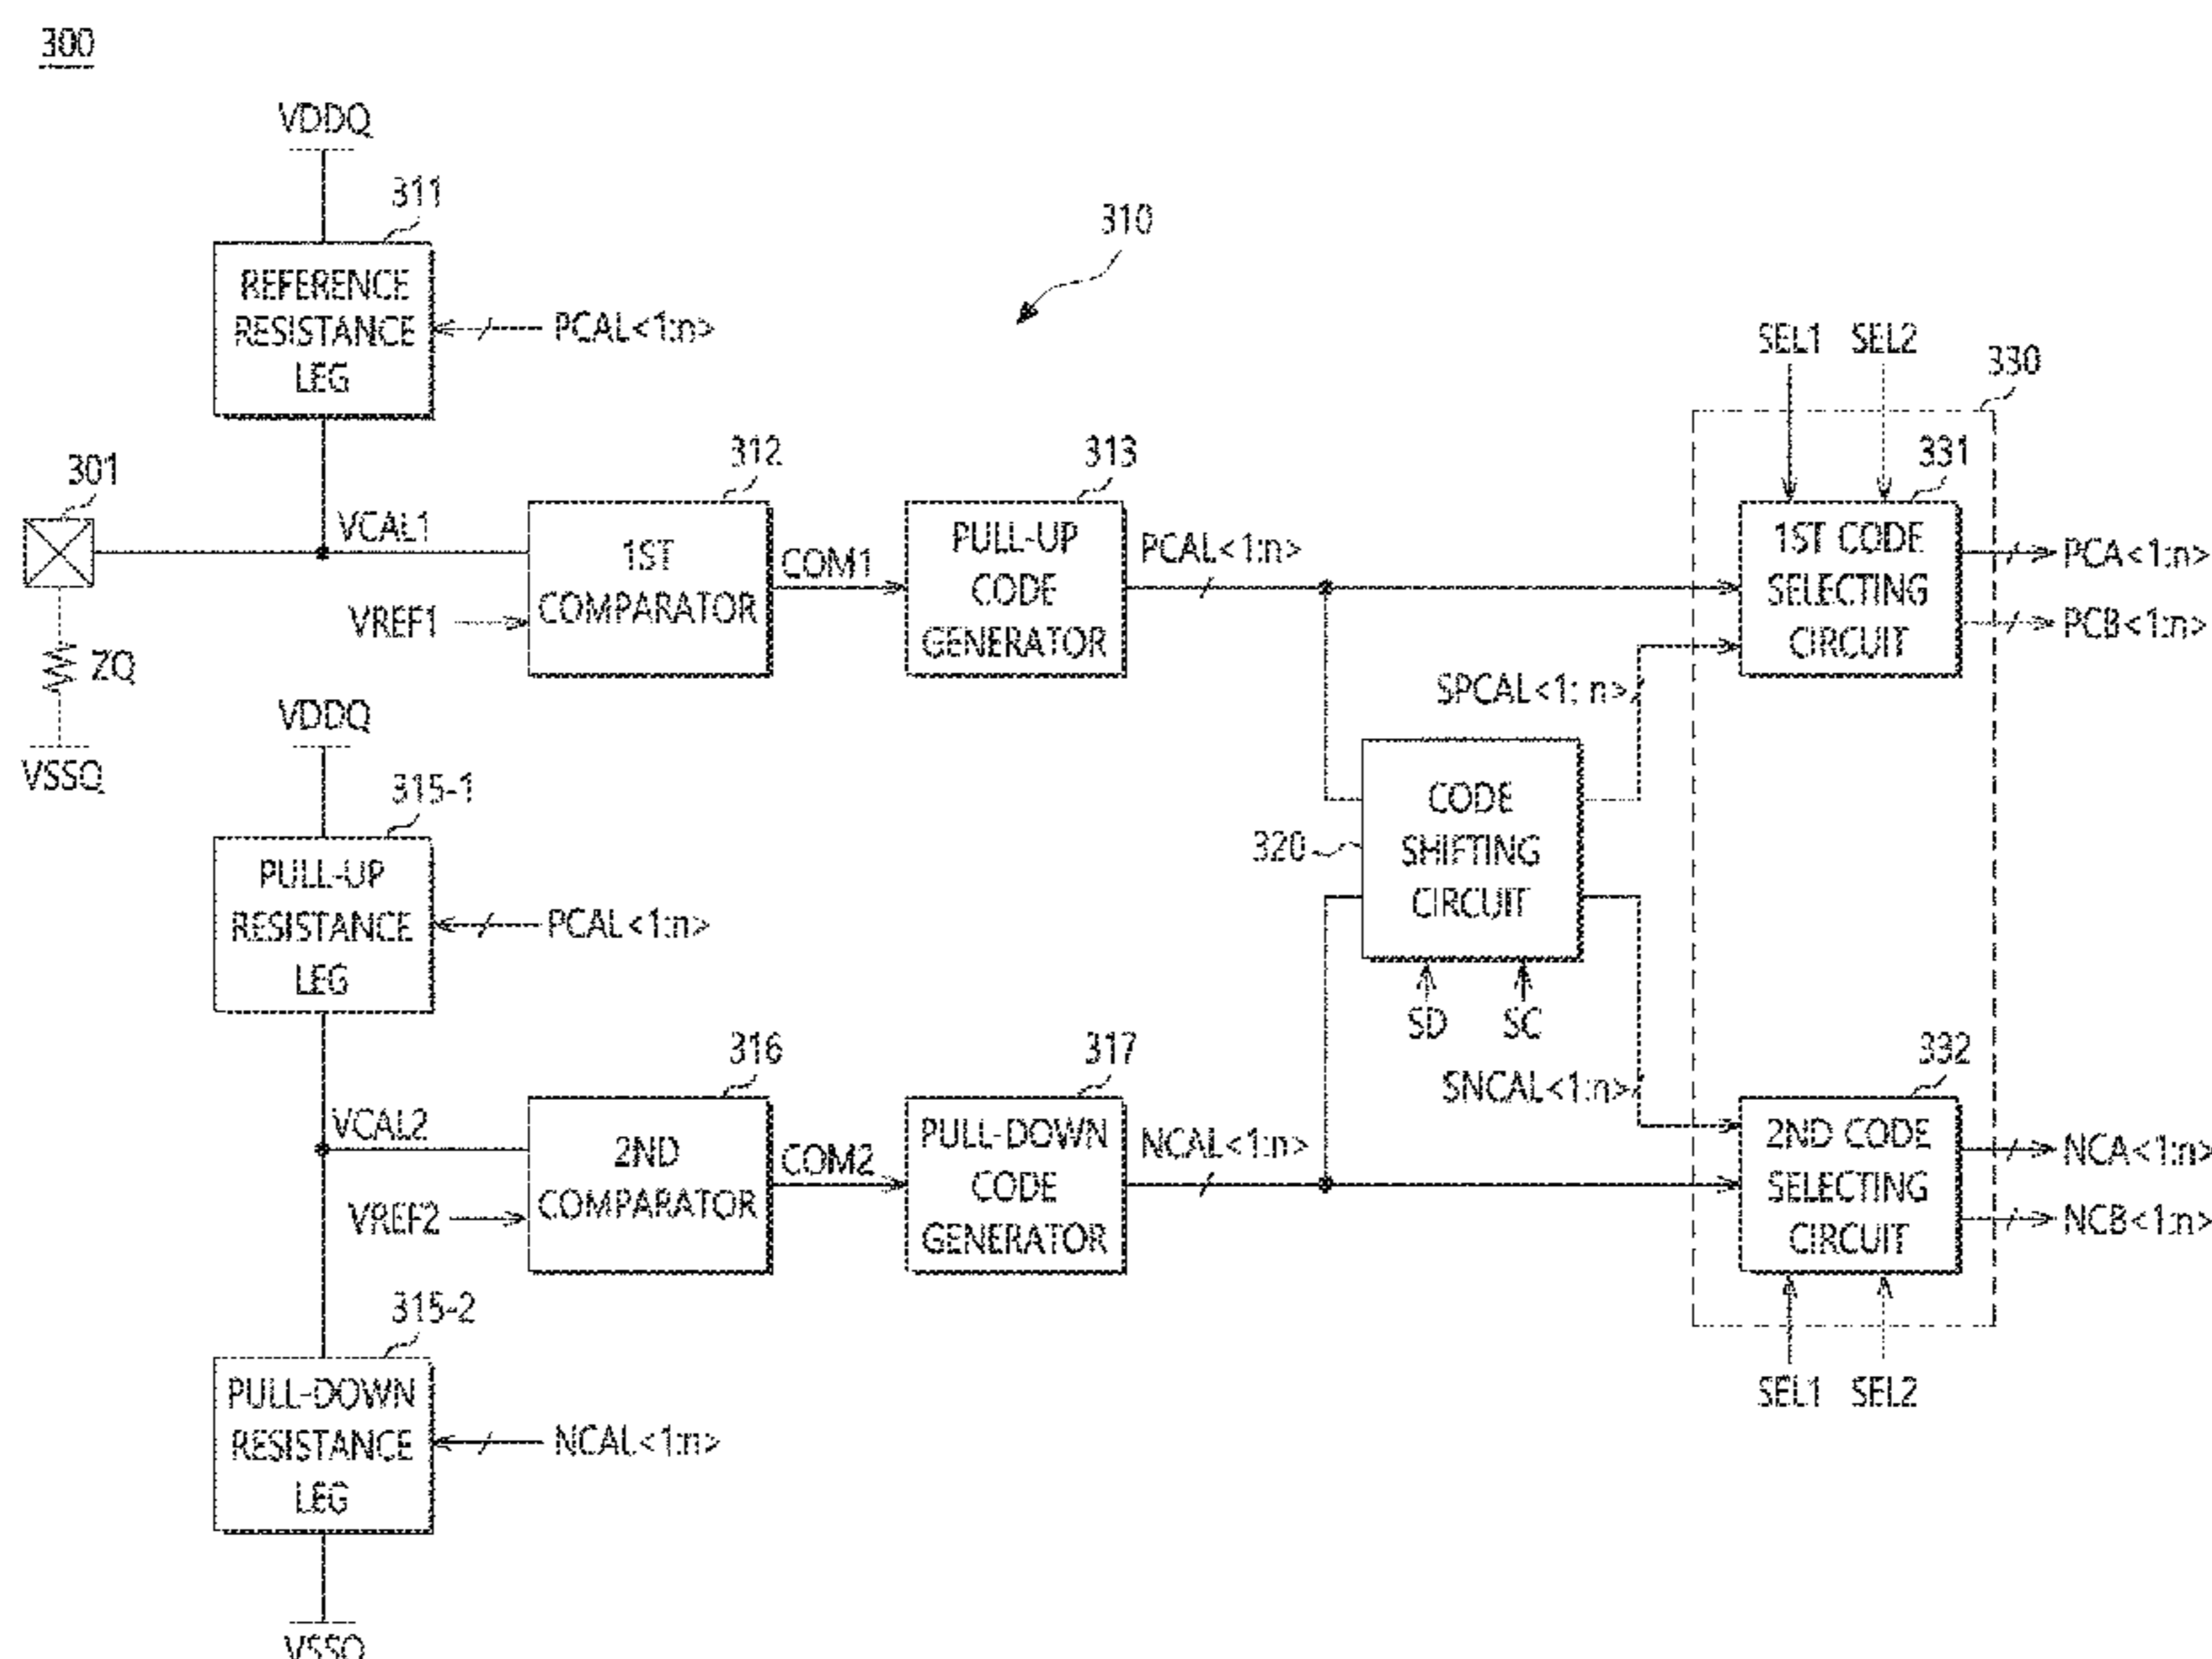 300
VDDQ
311
REFERENCE
RESISTANCE
LEG
PCAL<1:n>
310
SEL1 SEL2
330
301
VCAL1
VREF1
ZQ
VSSQ
312
1ST
COMPARATOR
COM1
313
PULL-UP
CODE
GENERATOR
PCAL<1:n>
331
1ST CODE
SELECTING
CIRCUIT
PCA<1:n>
PCB<1:n>
SPCAL<1; n>
VDDQ
315-1
PULL-UP
RESISTANCE
LEG
PCAL<1:n>
320
CODE
SHIFTING
CIRCUIT
SD SC
SNCAL<1:n>
VCAL2
VREF2
316
2ND
COMPARATOR
COM2
317
PULL-DOWN
CODE
GENERATOR
NCAL<1:n>
332
2ND CODE
SELECTING
CIRCUIT
NCA<1:n>
NCB<1:n>
SEL1 SEL2
315-2
PULL-DOWN
RESISTANCE
LEG
NCAL<1:n>
VSSQ